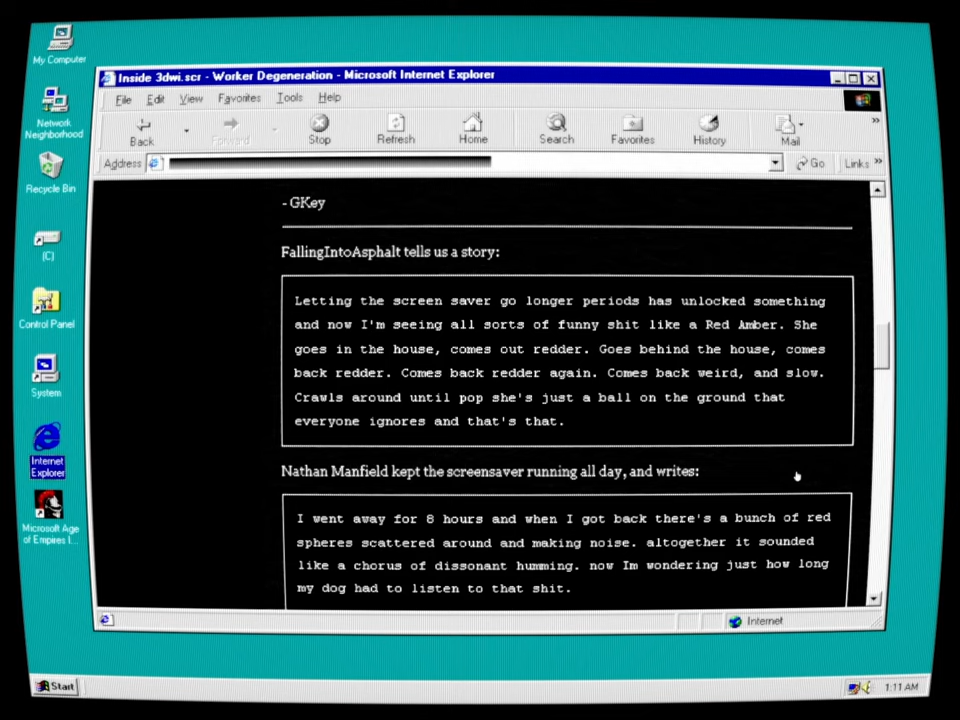 My Computer
Network
Neighborhood
Recycle Bin
(C)
Control Panel
System
Internet
Explorer
Microsoft Age
of Empires I...
Inside 3dwi.scr - Worker Degeneration - Microsoft Internet Explorer
File Edit View Favorites Tools Help
Back Forward Stop Refresh Home Search Favorites History Mail
Address Go Links
- GKey
FallingIntoAsphalt tells us a story:
Letting the screen saver go longer periods has unlocked something
and now I'm seeing all sorts of funny shit like a Red Amber. She
goes in the house, comes out redder. Goes behind the house, comes
back redder. Comes back redder again. Comes back weird, and slow.
Crawls around until pop she's just a ball on the ground that
everyone ignores and that's that.
Nathan Manfield kept the screensaver running all day, and writes:
I went away for 8 hours and when I got back there's a bunch of red
spheres scattered around and making noise. altogether it sounded
like a chorus of dissonant humming. now Im wondering just how long
my dog had to listen to that shit.
Internet
Start
1:11 AM